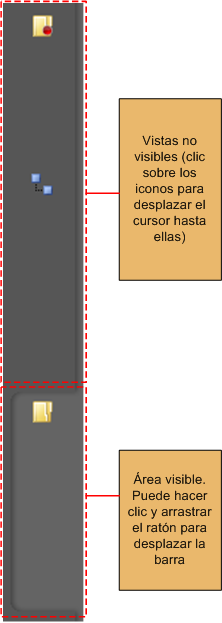 Vistas no
visibles (clic
sobre los
iconos para
desplazar el
cursor hasta
ellas)
Área visible.
Puede hacer
clic y arrastrar
el ratón para
desplazar la
barra